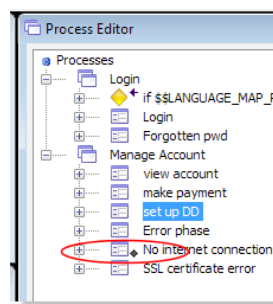 Process Editor
Processes
Login
if $$LANGUAGE_MAP_
Login
Forgotten pwd
Manage Account
view account
make payment
set up DD
Error phase
No internet connection
SSL certificate error